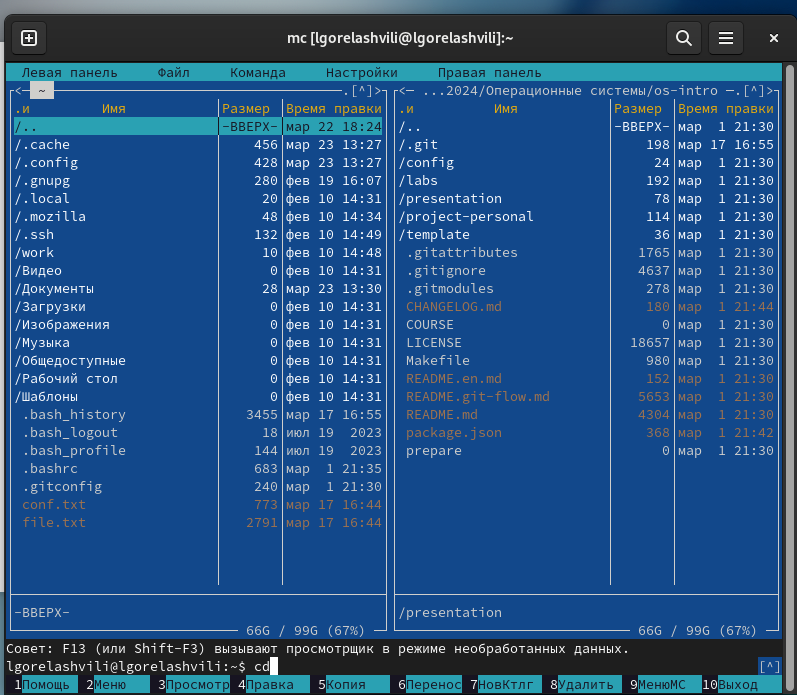 mc [lgorelashvili@lgorelashvili]:~
Левая панель Файл Команда Настройки Правая панель
<— ~ .[^]> <— ...2024/Операционные системы/os-intro —.[^]>
.и Имя Размер Время правки .и Имя Размер Время правки
/.. -ВВЕРХ- мар 22 18:24 /.. -ВВЕРХ- мар 1 21:30
/.cache 456 мар 23 13:27 /.git 198 мар 17 16:55
/.config 428 мар 23 13:27 /config 24 мар 1 21:30
/.gnupg 280 фев 19 16:07 /labs 192 мар 1 21:30
/.local 20 фев 10 14:31 /presentation 78 мар 1 21:30
/.mozilla 48 фев 10 14:34 /project-personal 114 мар 1 21:30
/.ssh 132 фев 10 14:49 /template 36 мар 1 21:30
/work 10 фев 10 14:48 .gitattributes 1765 мар 1 21:30
/Видео 0 фев 10 14:31 .gitignore 4637 мар 1 21:30
/Документы 28 мар 23 13:30 .gitmodules 278 мар 1 21:30
/Загрузки 0 фев 10 14:31 CHANGELOG.md 180 мар 1 21:44
/Изображения 0 фев 10 14:31 COURSE 0 мар 1 21:30
/Музыка 0 фев 10 14:31 LICENSE 18657 мар 1 21:30
/Общедоступные 0 фев 10 14:31 Makefile 980 мар 1 21:30
/Рабочий стол 0 фев 10 14:31 README.en.md 152 мар 1 21:30
/Шаблоны 0 фев 10 14:31 README.git-flow.md 5653 мар 1 21:30
.bash_history 3455 мар 17 16:55 README.md 4304 мар 1 21:30
.bash_logout 18 июл 19 2023 package.json 368 мар 1 21:42
.bash_profile 144 июл 19 2023 prepare 0 мар 1 21:30
.bashrc 683 мар 1 21:35
.gitconfig 240 мар 1 21:30
conf.txt 773 мар 17 16:44
file.txt 2791 мар 17 16:44
-ВВЕРХ- /presentation
66G / 99G (67%) 66G / 99G (67%)
Совет: F13 (или Shift-F3) вызывают просмотрщик в режиме необработанных данных.
lgorelashvili@lgorelashvili:~$ cd [^]
1Помощь 2Меню 3Просмотр 4Правка 5Копия 6Перенос 7НовКтлг 8Удалить 9МенюMC 10Выход